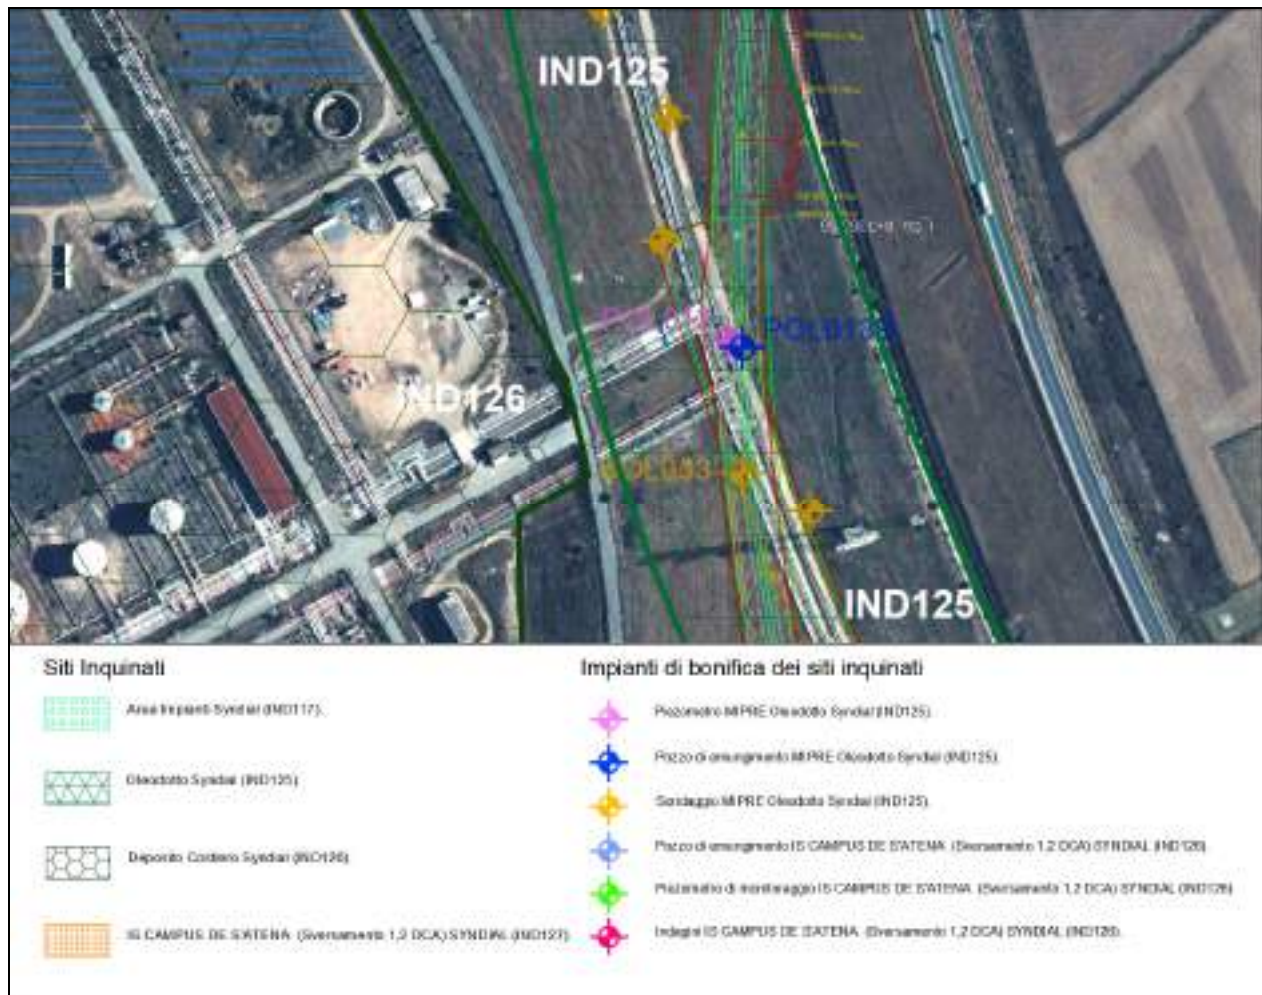 IND125
IND126
IND125
Siti Inquinati
Area Impianti Syndial (IND117).
Oleodotto Syndial (IND125)
Deposito Costiero Syndial (IND126)
IS CAMPUS DE S'ATENA (Sversamento 1,2 DCA) SYNDIAL (IND127)
Impianti di bonifica dei siti inquinati
Piezometro MIPRE Oleodotto Syndial (IND125).
Pozzo di emungimento MIPRE Oleodotto Syndial (IND125).
Sondaggio MIPRE Oleodotto Syndial (IND125).
Pozzo di emungimento IS CAMPUS DE S'ATENA (Sversamento 1,2 DCA) SYNDIAL (IND126)
Piezometro di monitoraggio IS CAMPUS DE S'ATENA (Sversamento 1,2 DCA) SYNDIAL (IND126)
Indagini IS CAMPUS DE S'ATENA (Sversamento 1,2 DCA) SYNDIAL (IND126).